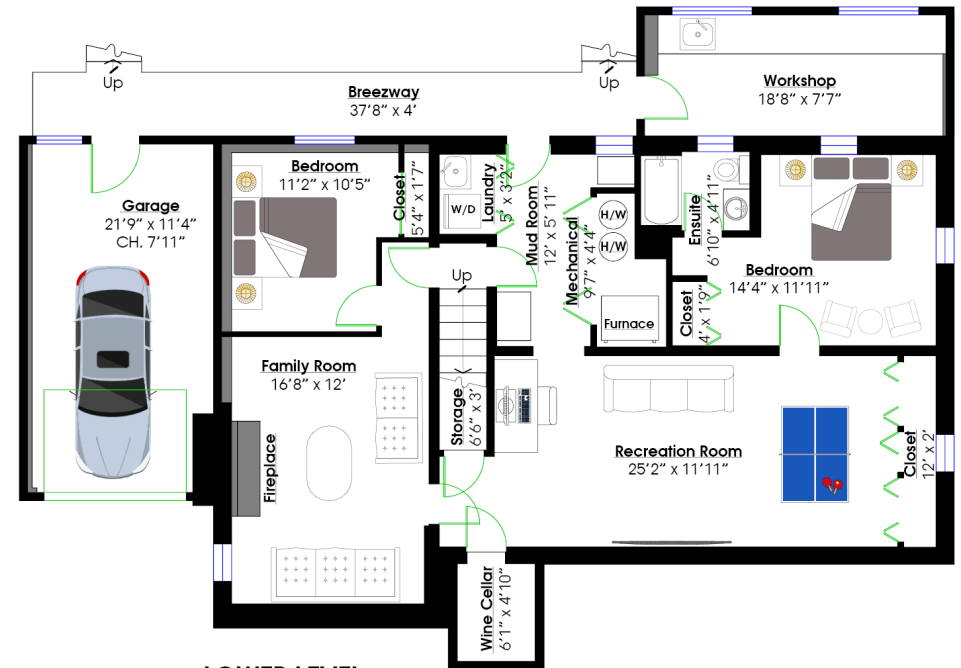 Up
Up
Breezway
37'8" x 4'
Workshop
18'8" x 7'7"
Garage
21'9" x 11'4"
CH. 7'11"
Bedroom
11'2" x 10'5"
Closet
5'4" x 1'7"
W/D
Laundry
5' x 3'2"
Mud Room
12' x 5' 11"
Mechanical
9'7" x 4'4"
H/W
H/W
Furnace
Ensuite
6'10" x 4'11"
Bedroom
14'4" x 11'11"
Closet
4' x 1'9"
Up
Family Room
16'8" x 12'
Fireplace
Storage
6'6" x 3'
Recreation Room
25'2" x 11'11"
Closet
12' x 2'
Wine Cellar
6'1" x 4'10"
LOWER LEVEL